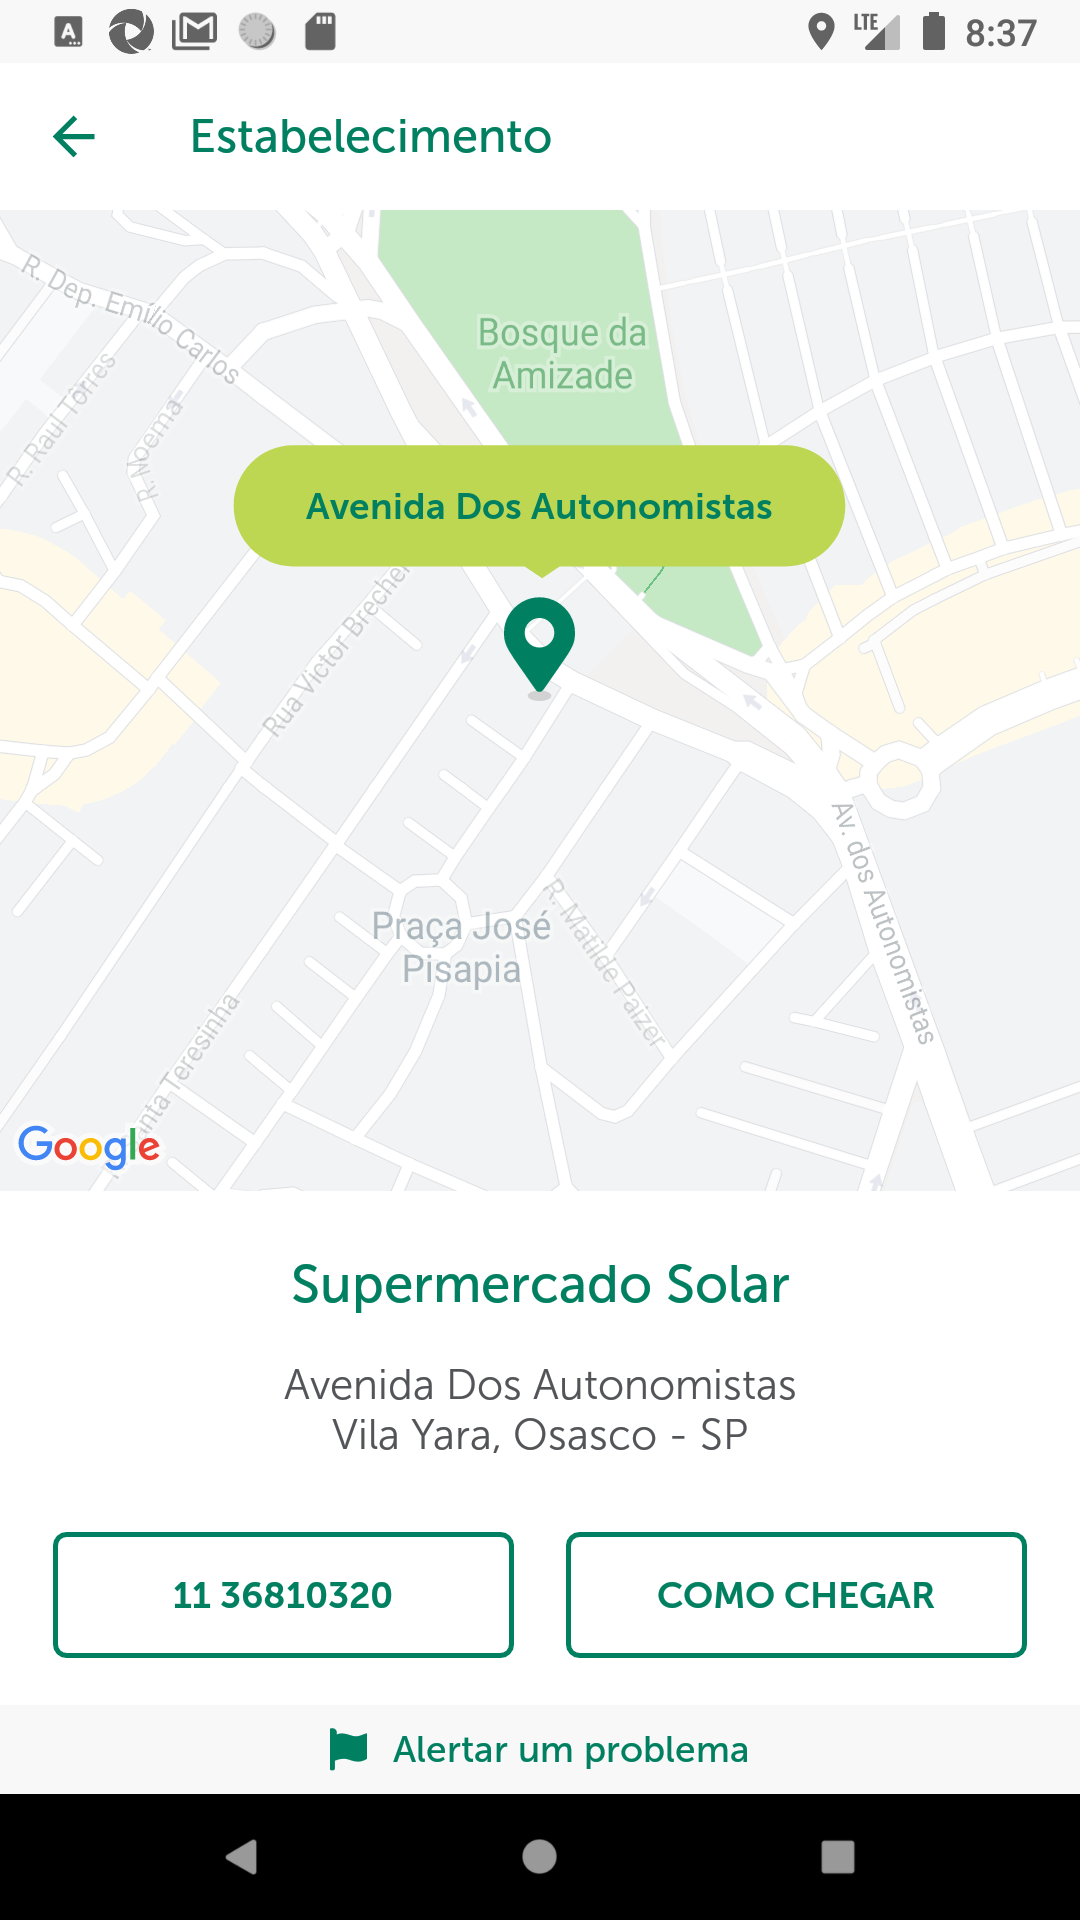 LTE 8:37
Estabelecimento
R. Dep. Emílio Carlos
R. Raul Tôrres
R. Noema
Bosque da
Amizade
Avenida Dos Autonomistas
Rua Victor Brecher
Av. dos Autonomistas
Praça José
Pisapia
R. Matilde Paizer
nta Teresinha
Google
Supermercado Solar
Avenida Dos Autonomistas
Vila Yara, Osasco - SP
11 36810320
COMO CHEGAR
Alertar um problema